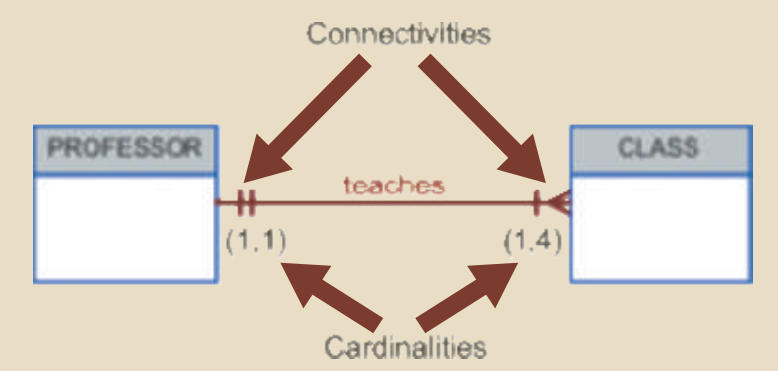 Connectivities
PROFESSOR
CLASS
teaches
(1,1)
(1,4)
Cardinalities